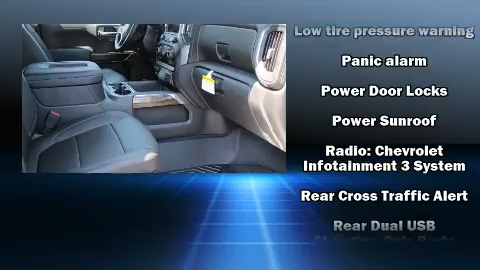 Low tire pressure warning
Panic alarm
Power Door Locks
Power Sunroof
Radio: Chevrolet
Infotainment 3 System
Rear Cross Traffic Alert
Rear Dual USB